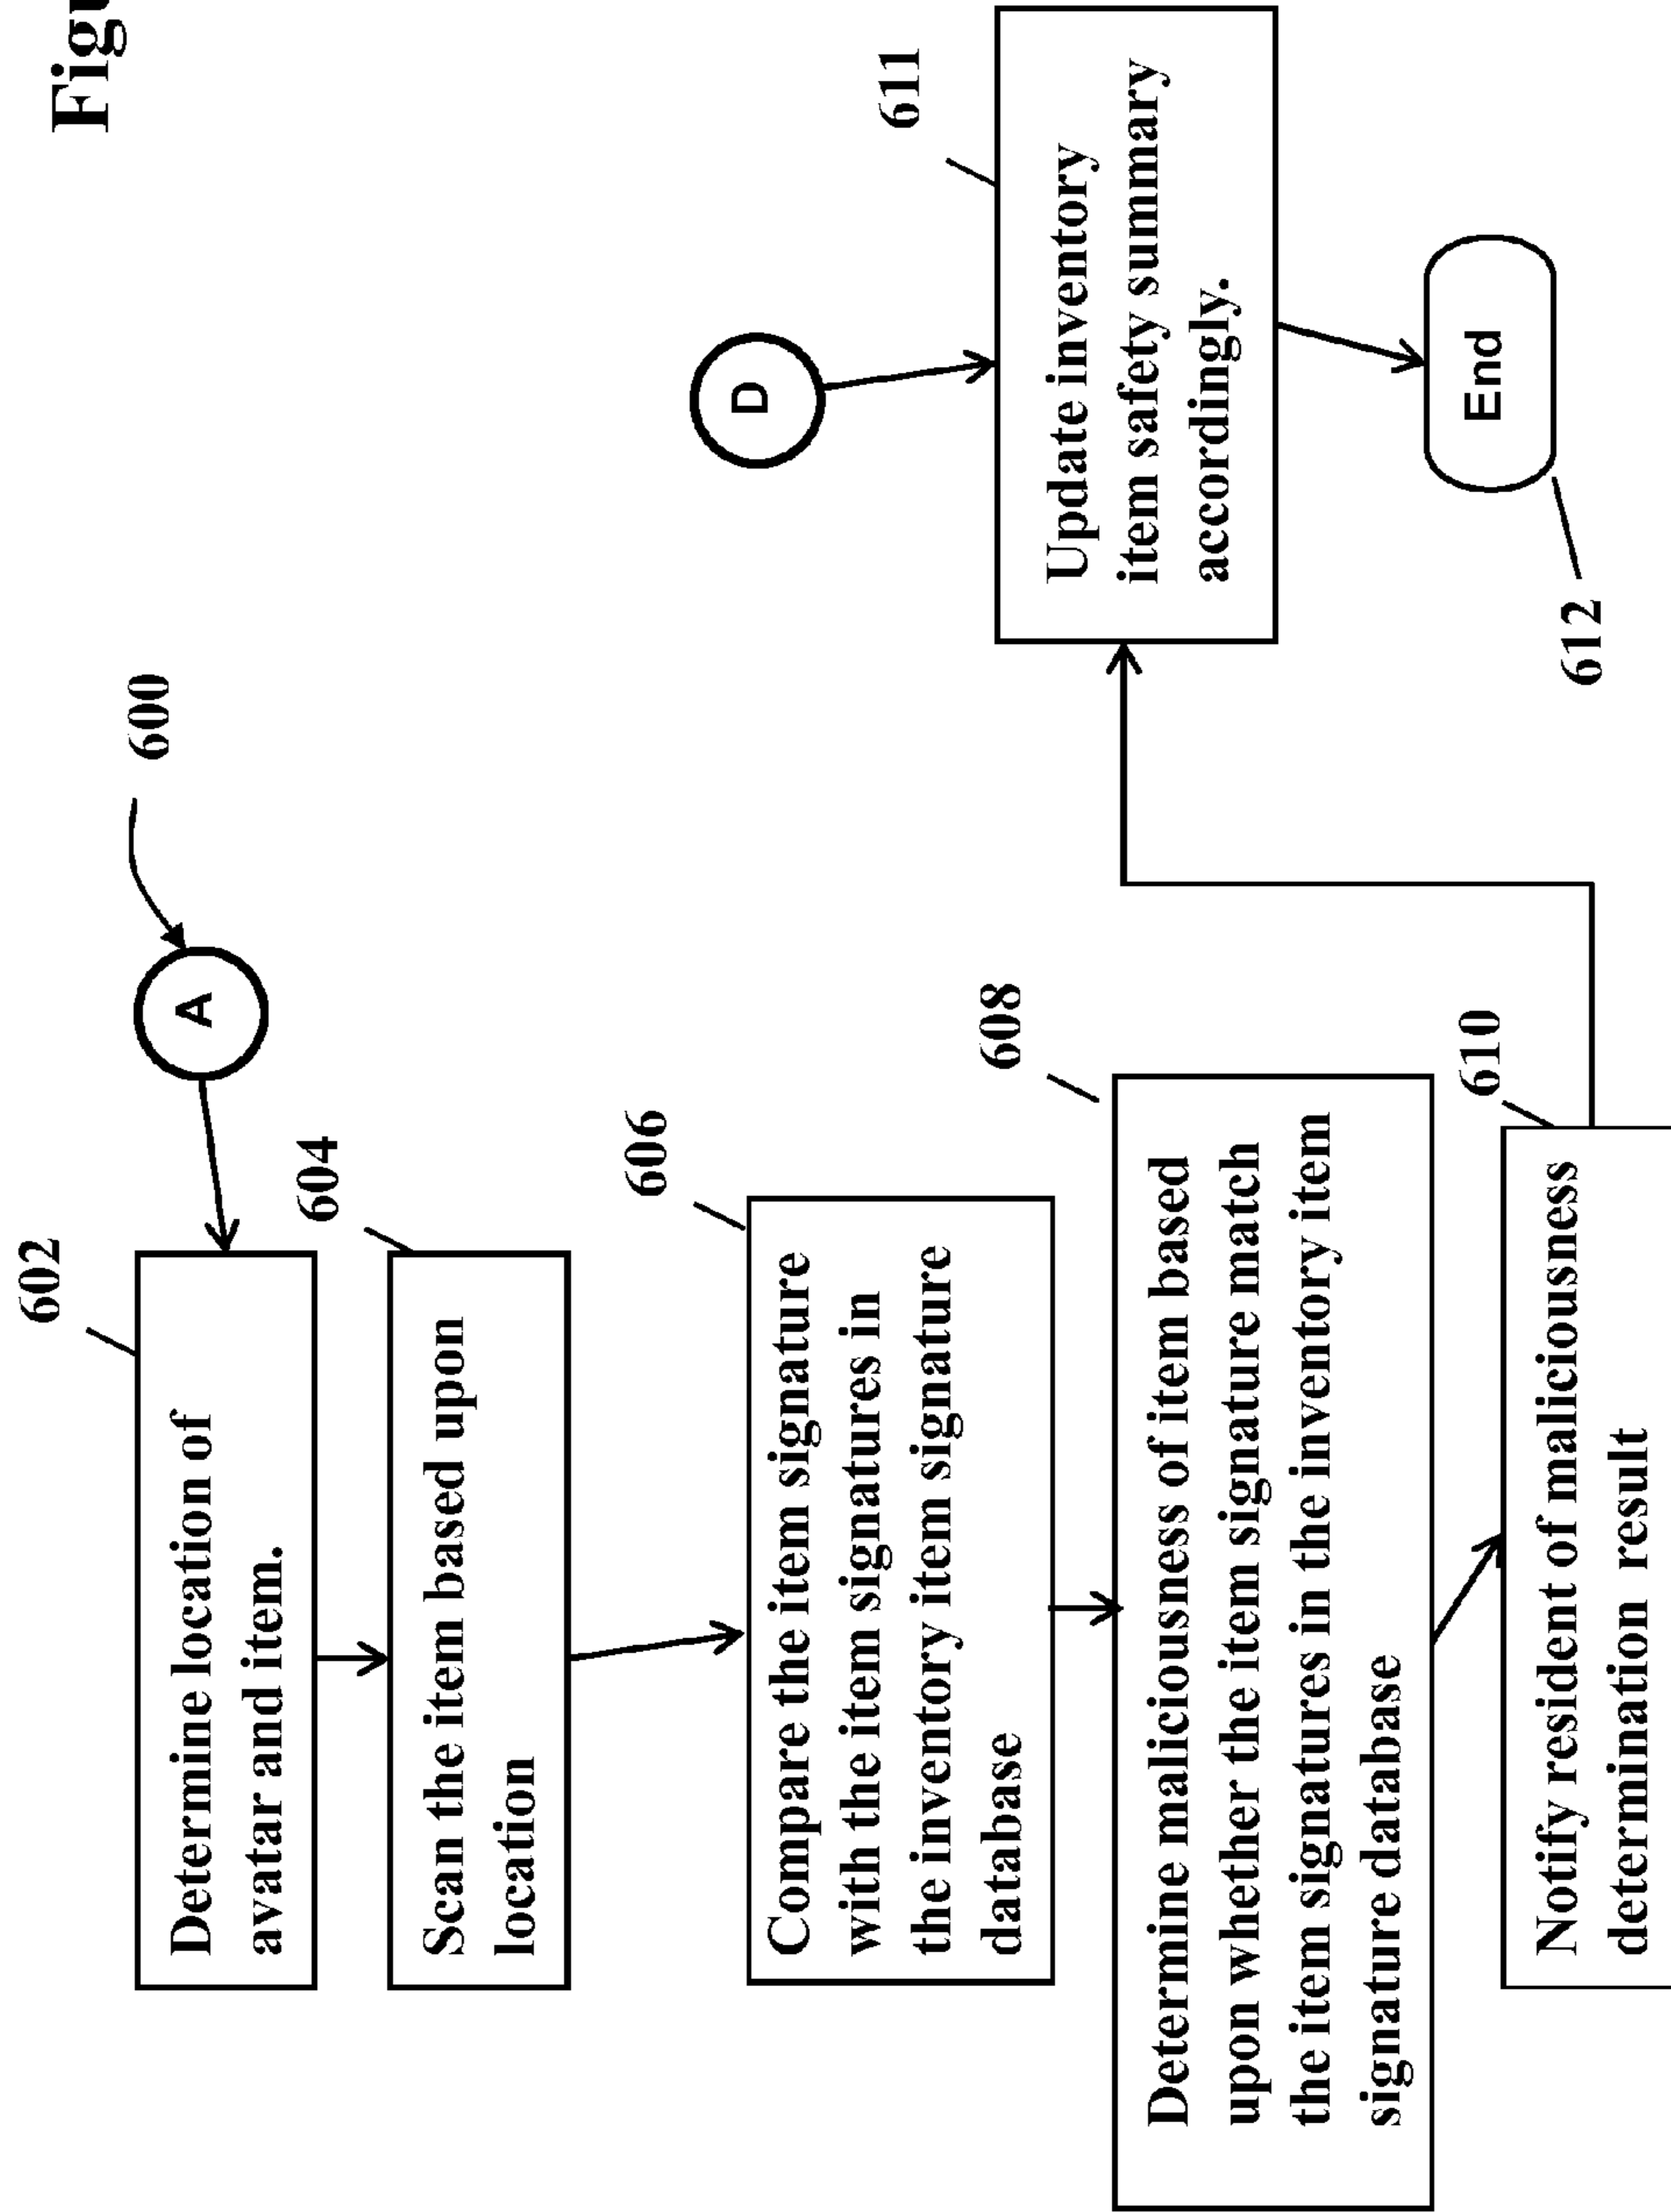 Figu
600
A
602
Determine location of
avatar and item.
604
Scan the item based upon
location
606
Compare the item signature
with the item signatures in
the inventory item signature
database
608
Determine maliciousness of item based
upon whether the item signature match
the item signatures in the inventory item
signature database
610
Notify resident of maliciousness
determination result
D
611
Update inventory
item safety summary
accordingly.
End
612